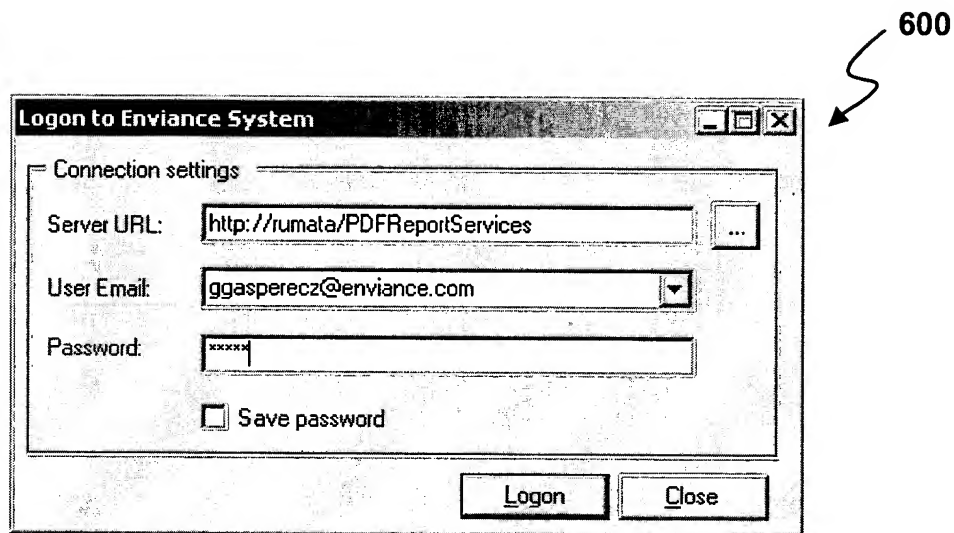 600
Logon to Enviance System
Connection settings
Server URL: http://rumata/PDFReportServices ...
User Email: ggasperecz@enviance.com
Password: *****
Save password
Logon Close